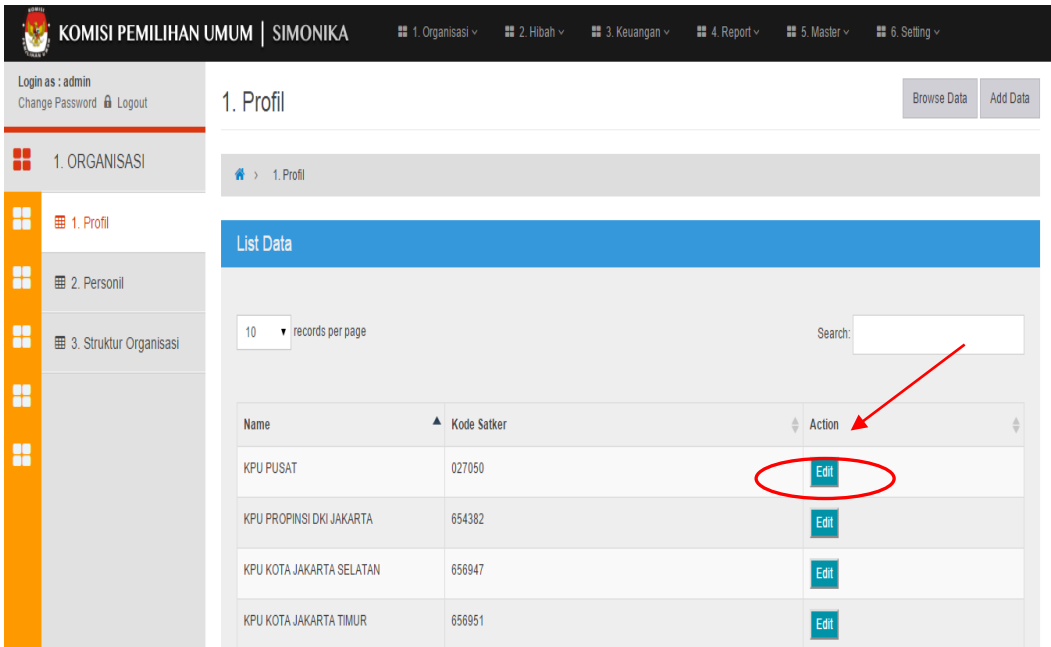 KOMISI PEMILIHAN UMUM | SIMONIKA
1. Organisasi
2. Hibah
3. Keuangan
4. Report
5. Master
6. Setting
Login as : admin
Change Password Logout
1. ORGANISASI
1. Profil
2. Personil
3. Struktur Organisasi
1. Profil
Browse Data
Add Data
> 1. Profil
List Data
10 records per page
Search:
Name Kode Satker Action
KPU PUSAT 027050 Edit
KPU PROPINSI DKI JAKARTA 654382 Edit
KPU KOTA JAKARTA SELATAN 656947 Edit
KPU KOTA JAKARTA TIMUR 656951 Edit